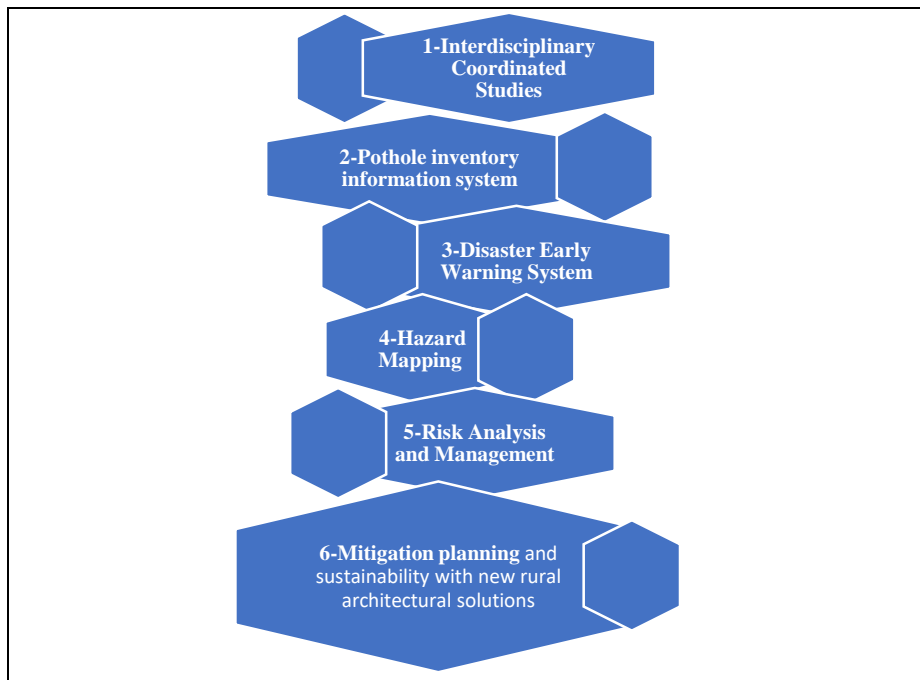 1-Interdisciplinary
Coordinated
Studies
2-Pothole inventory
information system
3-Disaster Early
Warning System
4-Hazard
Mapping
5-Risk Analysis
and Management
6-Mitigation planning and
sustainability with new rural
architectural solutions